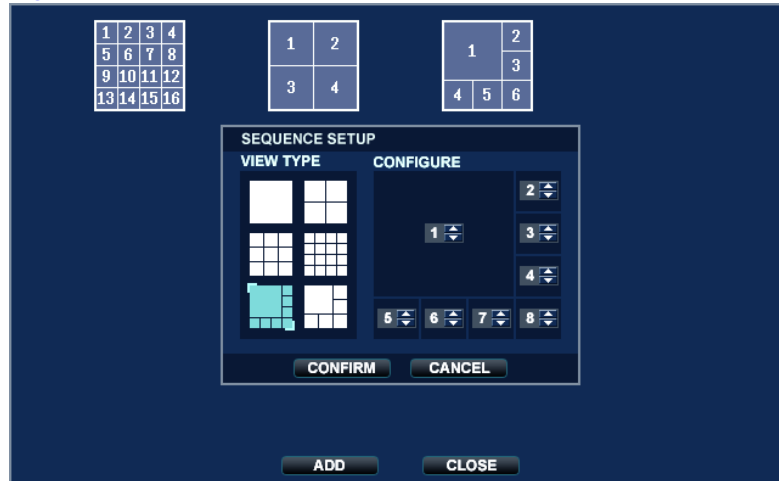 1 2 3 4
5 6 7 8
9 10 11 12
13 14 15 16
1 2
3 4
1 2
3
4 5 6
SEQUENCE SETUP
VIEW TYPE
CONFIGURE
2
1 3
4
5 6 7 8
CONFIRM CANCEL
ADD CLOSE